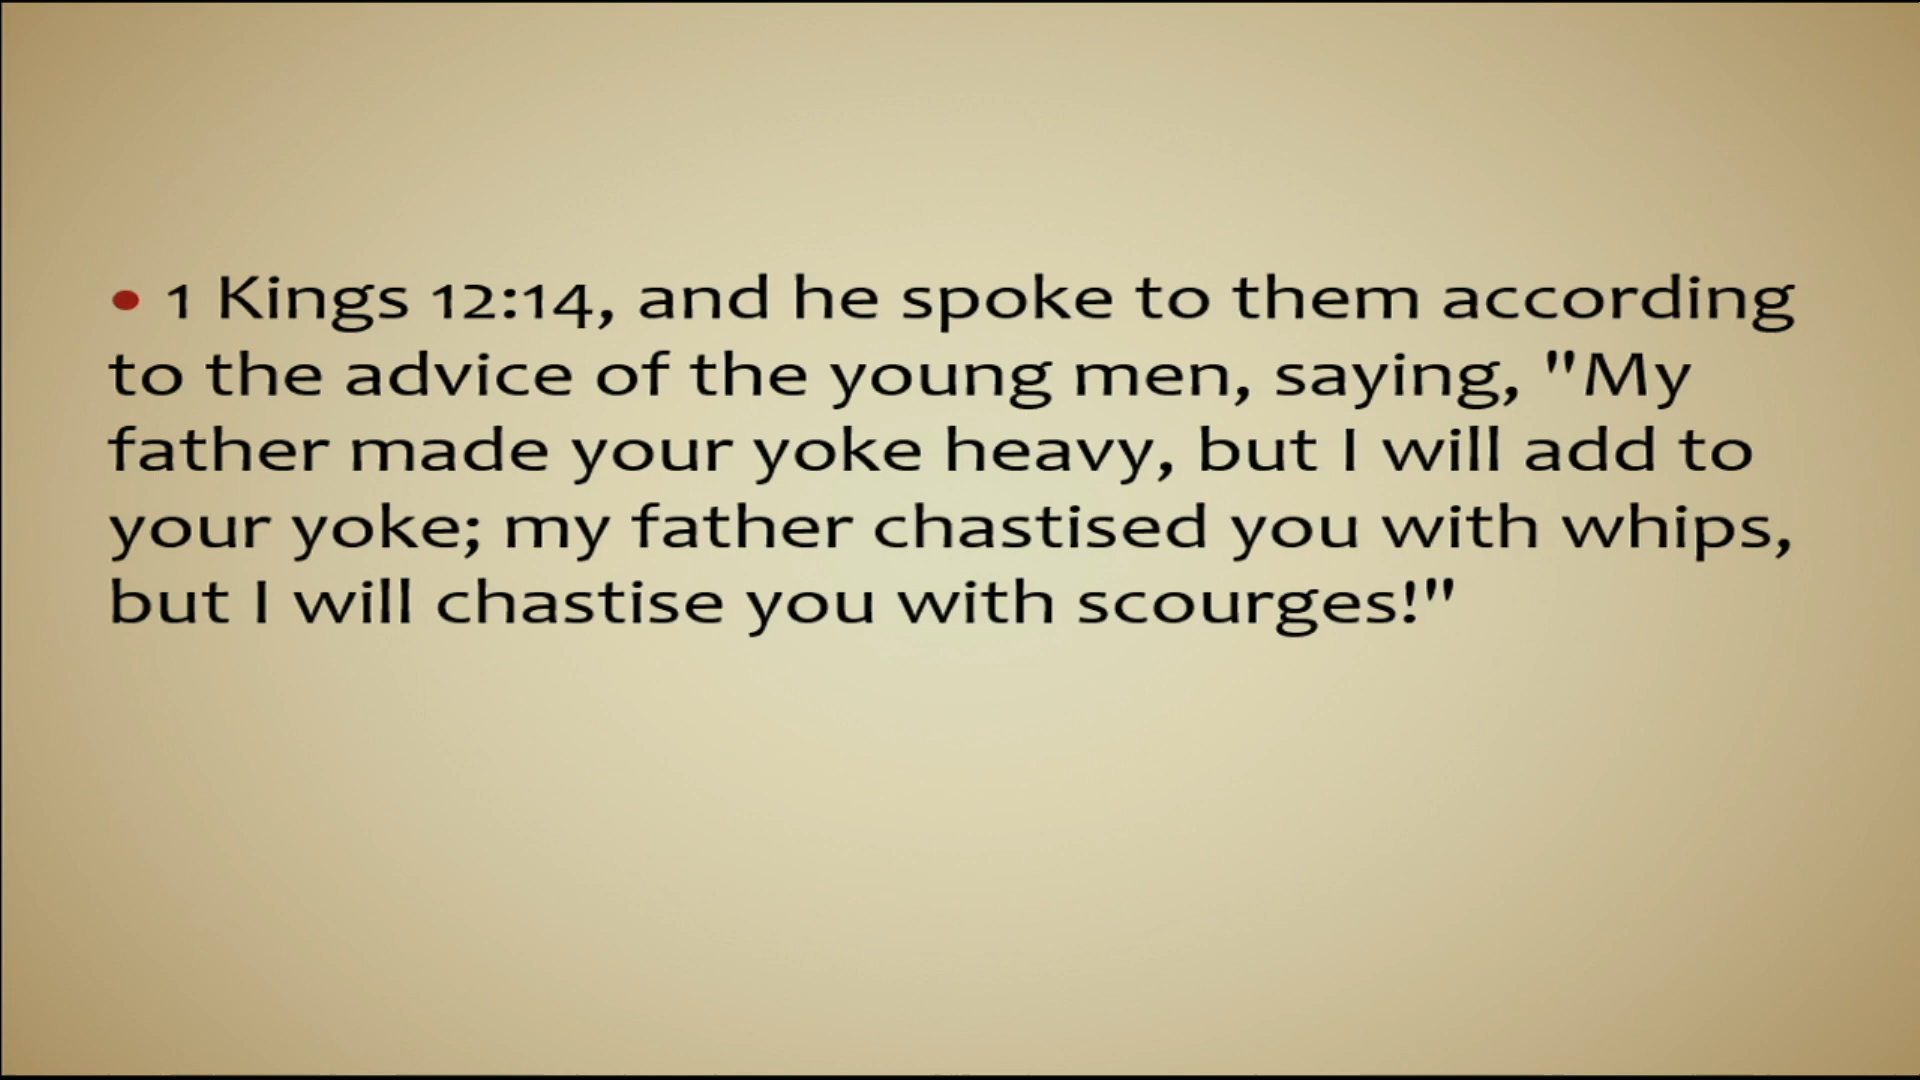 • 1 Kings 12:14, and he spoke to them according
to the advice of the young men, saying, "My
father made your yoke heavy, but I will add to
your yoke; my father chastised you with whips,
but I will chastise you with scourges!"